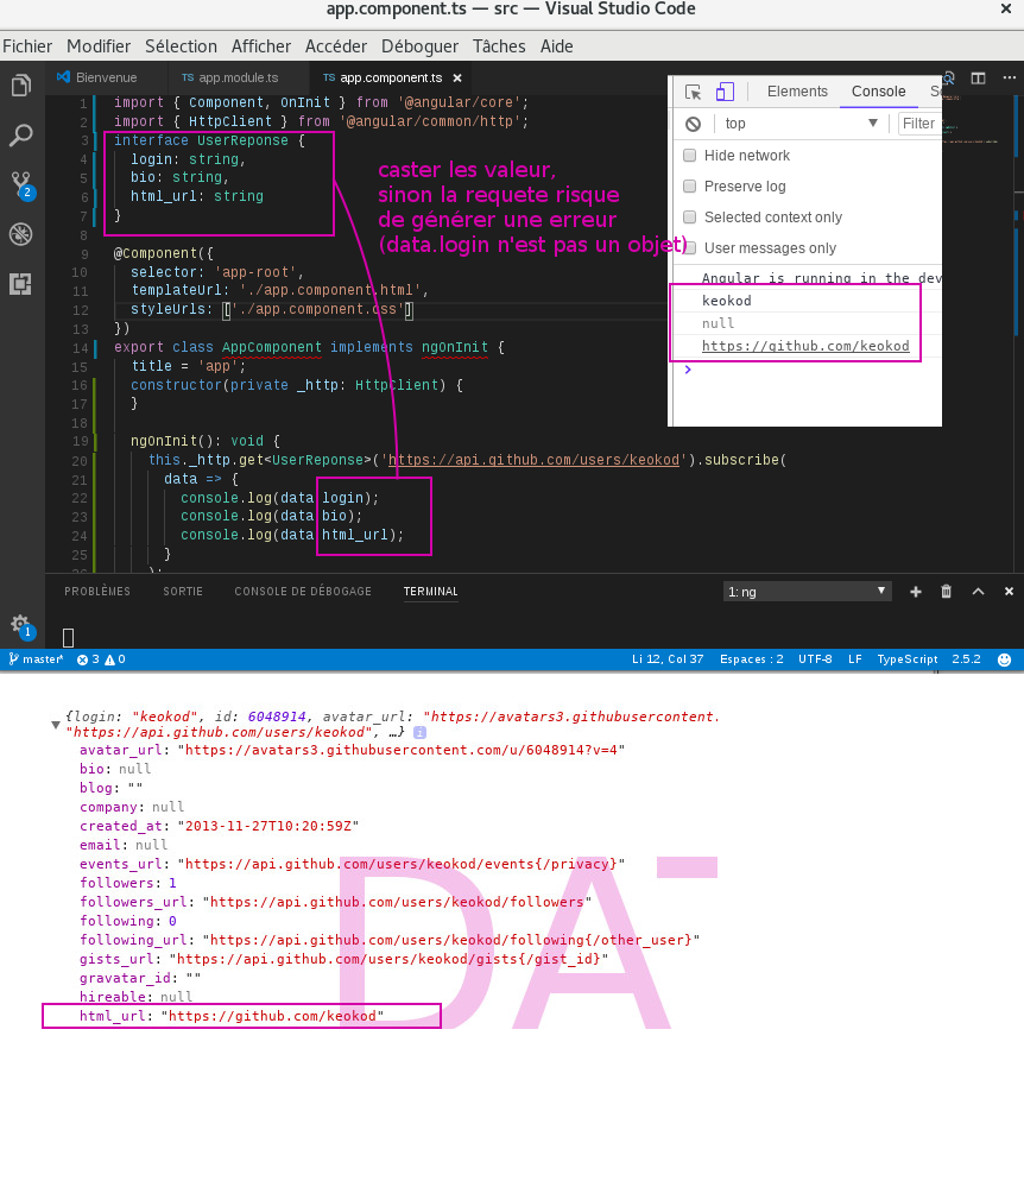 app.component.ts — src — Visual Studio Code
Fichier Modifier Sélection Afficher Accéder Déboguer Tâches Aide
Bienvenue TS app.module.ts TS app.component.ts
1 import { Component, OnInit } from '@angular/core';
2 import { HttpClient } from '@angular/common/http';
3 interface UserReponse {
4 login: string,
5 bio: string,
6 html_url: string
7 }
8
9 @Component({
10 selector: 'app-root',
11 templateUrl: './app.component.html',
12 styleUrls: ['./app.component.css']
13 })
14 export class AppComponent implements ngOnInit {
15 title = 'app';
16 constructor(private _http: HttpClient) {
17 }
18
19 ngOnInit(): void {
20 this._http.get<UserReponse>('https://api.github.com/users/keokod').subscribe(
21 data => {
22 console.log(data login);
23 console.log(data bio);
24 console.log(data html_url);
25 }
26 );
caster les valeur,
sinon la requete risque
de générer une erreur
(data.login n'est pas un objet)
Elements Console
top Filter
Hide network
Preserve log
Selected context only
User messages only
Angular is running in the dev
keokod
null
https://github.com/keokod
2
1
PROBLÈMES SORTIE CONSOLE DE DÉBOGAGE TERMINAL 1: ng
master* 3 0 Li 12, Col 37 Espaces : 2 UTF-8 LF TypeScript 2.5.2
{login: "keokod", id: 6048914, avatar_url: "https://avatars3.githubusercontent.
"https://api.github.com/users/keokod", …} i
avatar_url: "https://avatars3.githubusercontent.com/u/6048914?v=4"
bio: null
blog: ""
company: null
created_at: "2013-11-27T10:20:59Z"
email: null
events_url: "https://api.github.com/users/keokod/events{/privacy}"
followers: 1
followers_url: "https://api.github.com/users/keokod/followers"
following: 0
following_url: "https://api.github.com/users/keokod/following{/other_user}"
gists_url: "https://api.github.com/users/keokod/gists{/gist_id}"
gravatar_id: ""
hireable: null
html_url: "https://github.com/keokod"
DA